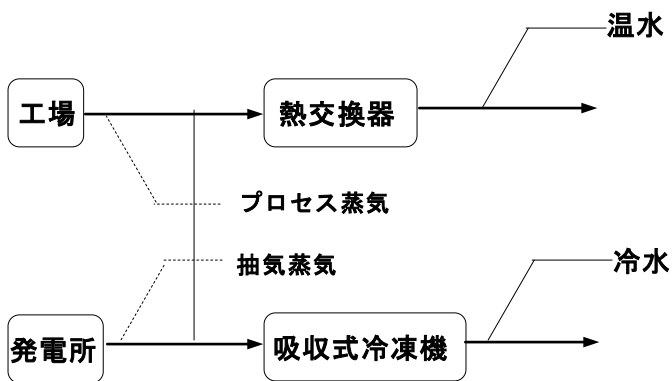 温水
工場
熱交換器
プロセス蒸気
抽気蒸気
冷水
発電所
吸収式冷凍機